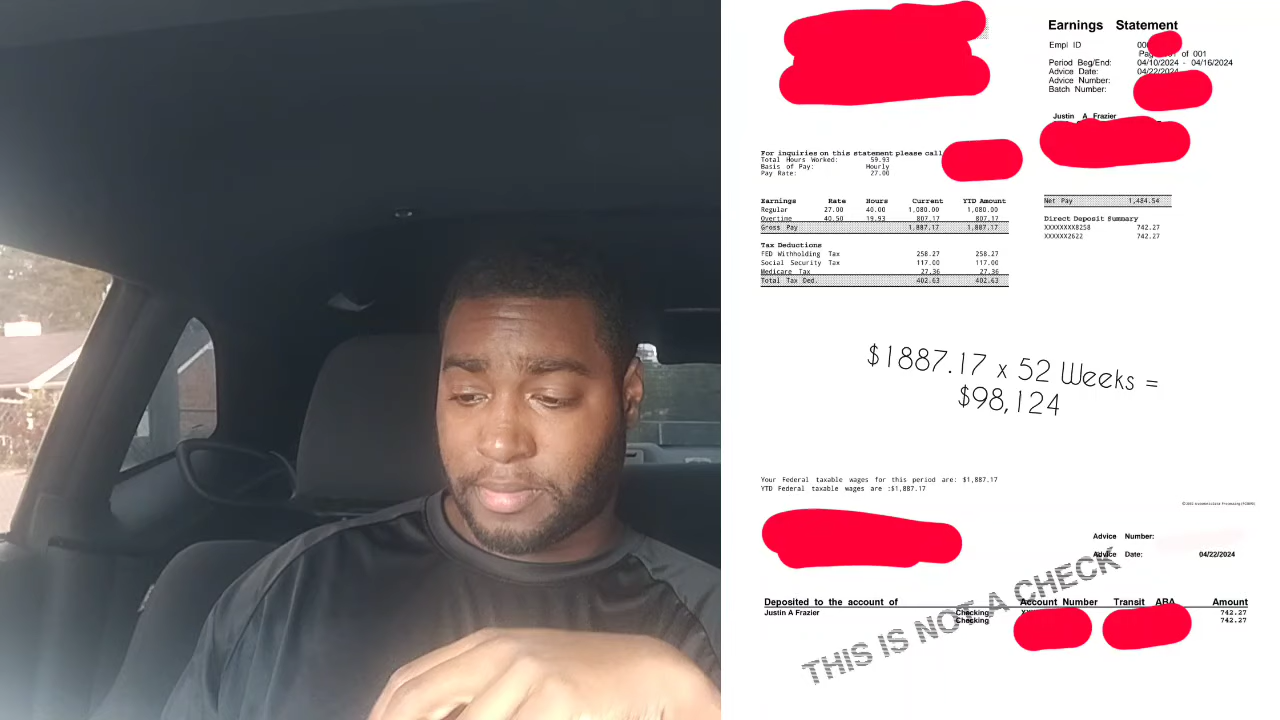 Earnings Statement
Empl ID 00
Pag of 001
Period Beg/End: 04/10/2024 - 04/16/2024
Advice Date: 04/22/2024
Advice Number:
Batch Number:
Justin A Frazier
For inquiries on this statement please call
Total Hours Worked: 59.93
Basis of Pay: Hourly
Pay Rate: 27.00
Earnings Rate Hours Current YTD Amount
Regular 27.00 40.00 1,080.00 1,080.00
Overtime 40.50 19.93 807.17 807.17
Gross Pay 1,887.17 1,887.17
Net Pay 1,484.54
Direct Deposit Summary
XXXXXXXX8258 742.27
XXXXXX2622 742.27
Tax Deductions
FED Withholding Tax 258.27 258.27
Social Security Tax 117.00 117.00
Medicare Tax 27.36 27.36
Total Tax Ded. 402.63 402.63
$1887.17 x 52 Weeks =
$98,124
Your Federal taxable wages for this period are: $1,887.17
YTD Federal taxable wages are :$1,887.17
Advice Number:
Advice Date: 04/22/2024
THIS IS NOT A CHECK
Deposited to the account of Account Number Transit ABA Amount
Justin A Frazier Checking 742.27
Checking 742.27